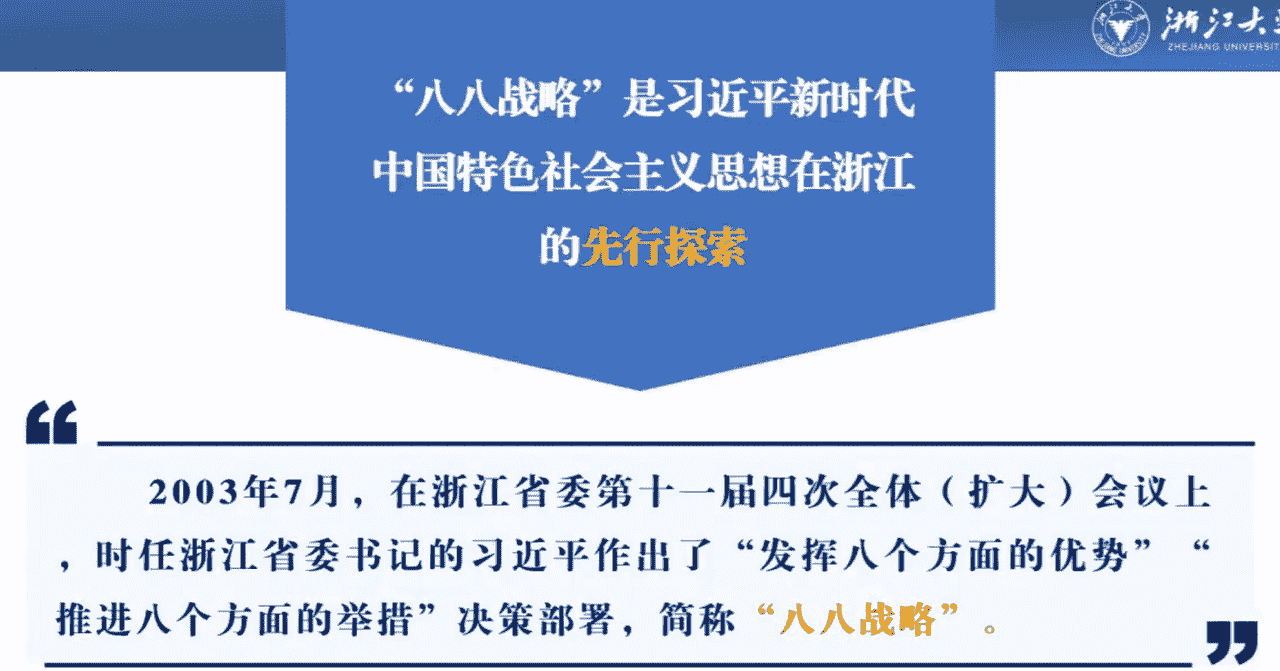 浙江大学
ZHEJIANG UNIVERSIT
“八八战略”是习近平新时代
中国特色社会主义思想在浙江
的先行探索
2003年7月，在浙江省委第十一届四次全体（扩大）会议上
，时任浙江省委书记的习近平作出了“发挥八个方面的优势”“
推进八个方面的举措”决策部署，简称“八八战略”。